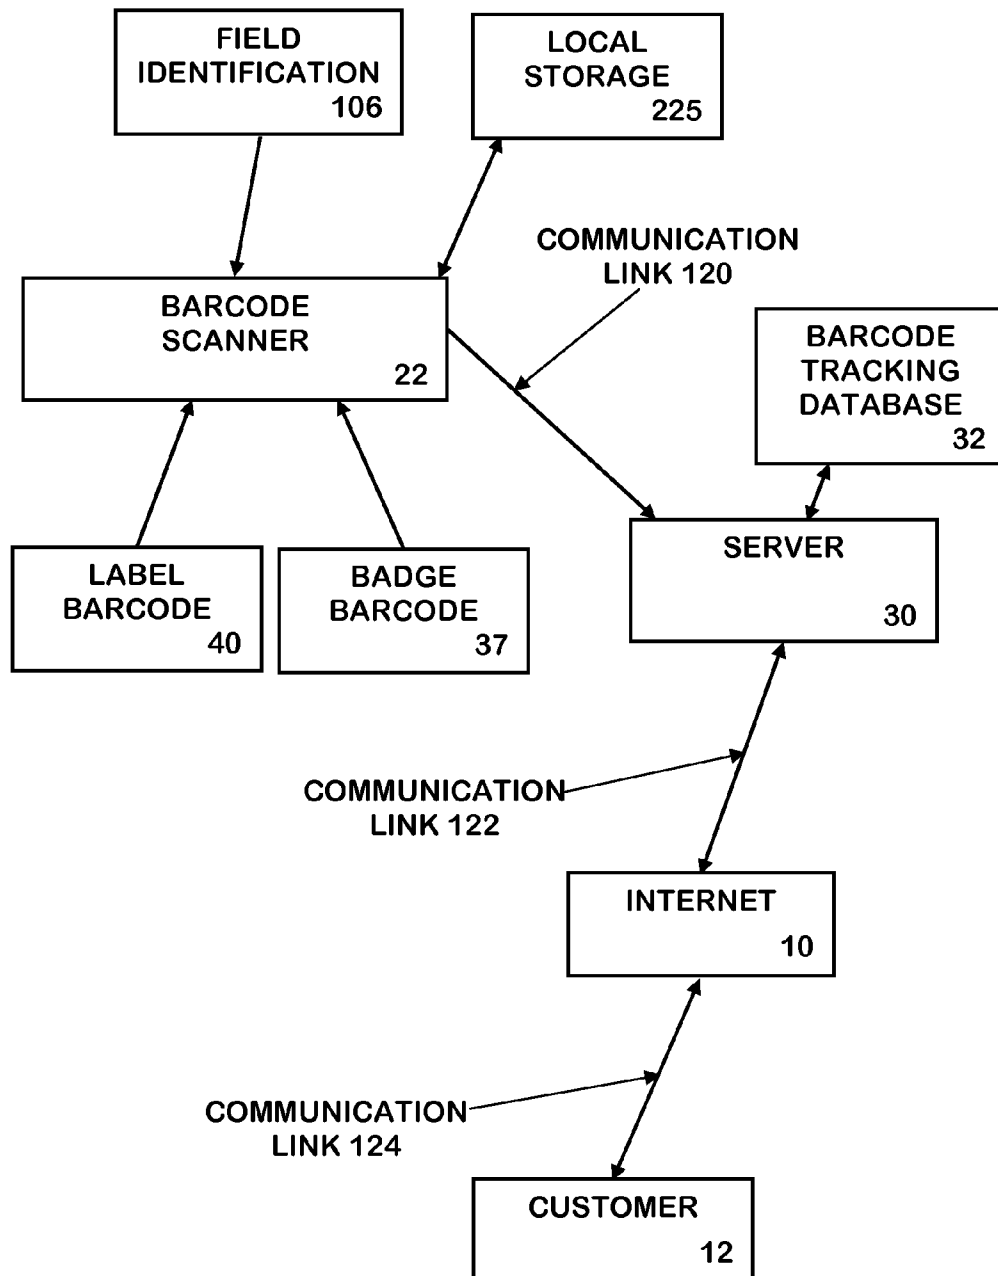 FIELD
IDENTIFICATION
106
LOCAL
STORAGE
225
COMMUNICATION
LINK 120
BARCODE
SCANNER
22
BARCODE
TRACKING
DATABASE
32
LABEL
BARCODE
40
BADGE
BARCODE
37
SERVER
30
COMMUNICATION
LINK 122
INTERNET
10
COMMUNICATION
LINK 124
CUSTOMER
12